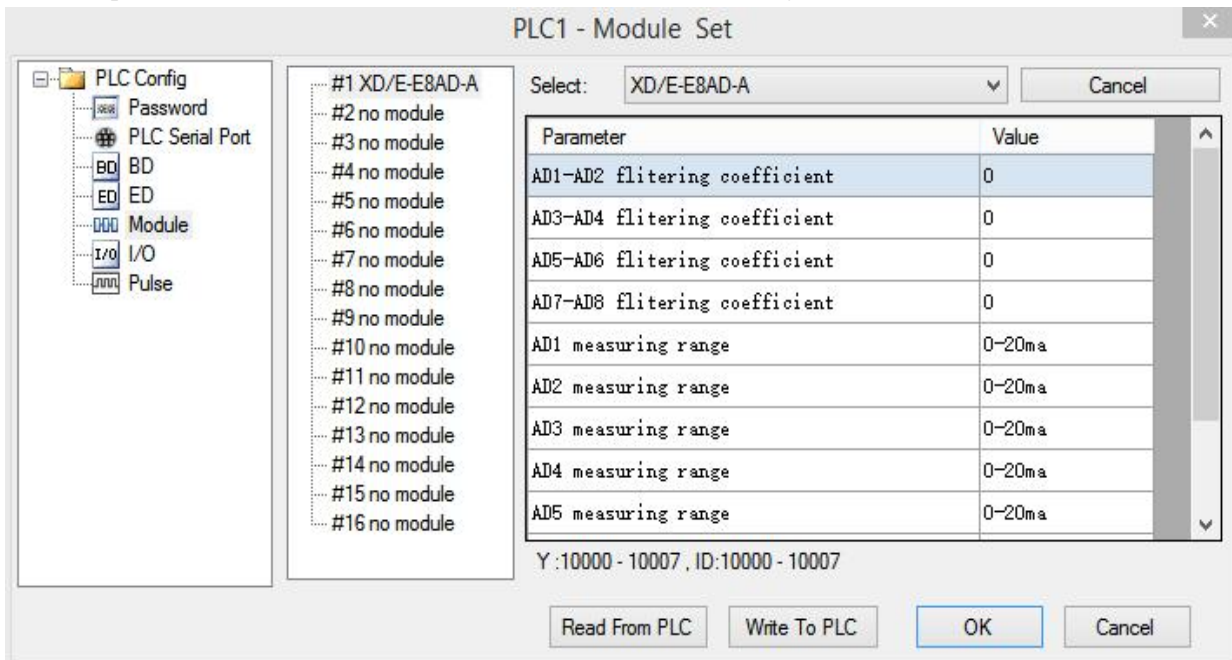 PLC1 - Module Set
PLC Config
Password
PLC Serial Port
BD BD
ED ED
Module
I/O I/O
Pulse
#1 XD/E-E8AD-A
#2 no module
#3 no module
#4 no module
#5 no module
#6 no module
#7 no module
#8 no module
#9 no module
#10 no module
#11 no module
#12 no module
#13 no module
#14 no module
#15 no module
#16 no module
Select: XD/E-E8AD-A Cancel
Parameter Value
AD1-AD2 flitering coefficient 0
AD3-AD4 flitering coefficient 0
AD5-AD6 flitering coefficient 0
AD7-AD8 flitering coefficient 0
AD1 measuring range 0-20ma
AD2 measuring range 0-20ma
AD3 measuring range 0-20ma
AD4 measuring range 0-20ma
AD5 measuring range 0-20ma
Y :10000 - 10007 , ID:10000 - 10007
Read From PLC Write To PLC OK Cancel